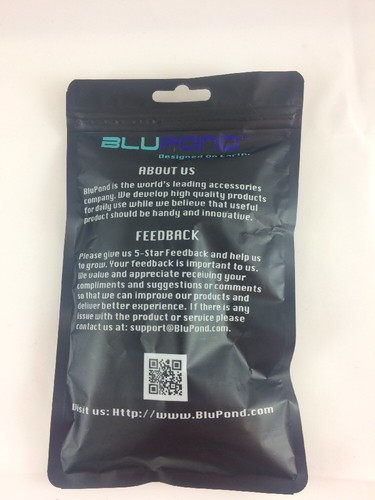 BLUPOND
Designed on Earth.
ABOUT US
BluPond is the world's leading accessories
company. We develop high quality products
for daily use while we believe that useful
product should be handy and innovative.
FEEDBACK
Please give us 5-Star Feedback and help us
to grow. Your feedback is important to us.
We value and appreciate receiving your
compliments and suggestions or comments
so that we can improve our products and
deliver better experience. If there is any
issue with the product or service please
contact us at: support@BluPond.com
Visit us: Http://www.BluPond.com